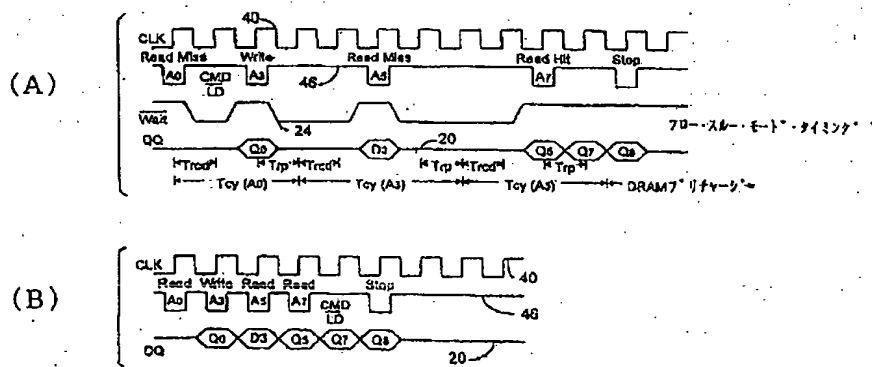 (A)
40
CLK
Read Miss Write Read Miss Read Hit Stop
A0 CMD A3 46 A5 A7
LD
Wait 24 フロー・スルー・モード・タイミング
DQ Q0 D3 20 Q5 Q7 Q8
Trcd Trp Trcd Trp Trcd Trp
Tcy (A0) Tcy (A3) Tcy (A5) DRAMプリチャージ
(B)
CLK 40
Read Write Read Read Stop
A0 A3 A5 A7 CMD 46
LD
DQ Q0 D3 Q5 Q7 Q8 20